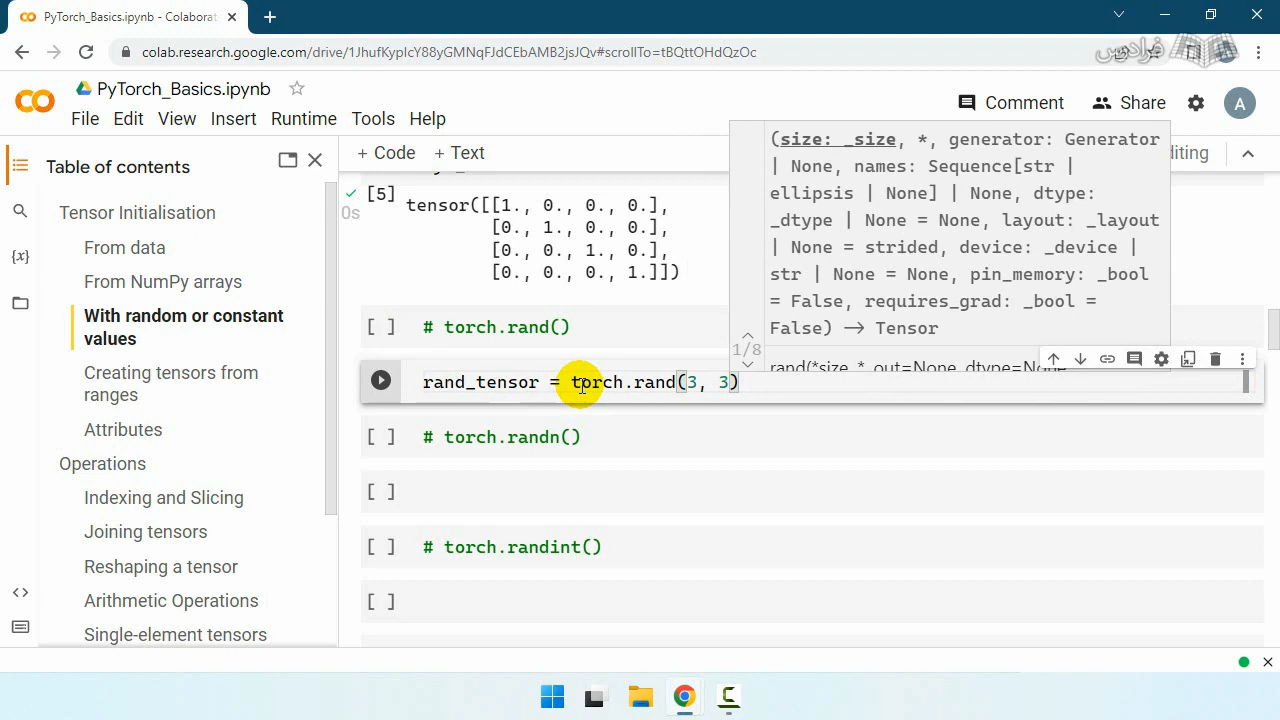 PyTorch_Basics.ipynb - Colaborat
colab.research.google.com/drive/1JhufKypIcY88yGMNqFJdCEbAMB2jsJQv#scrollTo=tBQttOHdQzOc
فرادرس
PyTorch_Basics.ipynb
File Edit View Insert Runtime Tools Help
Comment Share A
Table of contents
Tensor Initialisation
From data
From NumPy arrays
With random or constant
values
Creating tensors from
ranges
Attributes
Operations
Indexing and Slicing
Joining tensors
Reshaping a tensor
Arithmetic Operations
Single-element tensors
+ Code + Text
[5] tensor([[1., 0., 0., 0.],
0s
[0., 1., 0., 0.],
[0., 0., 1., 0.],
[0., 0., 0., 1.]])
(size: _size, *, generator: Generator
| None, names: Sequence[str |
ellipsis | None] | None, dtype:
_dtype | None = None, layout: _layout
| None = strided, device: _device |
str | None = None, pin_memory: _bool
= False, requires_grad: _bool =
False) → Tensor
1/8
rand(*size, *, out=None, dtype=None,
[ ] # torch.rand()
rand_tensor = torch.rand(3, 3)
[ ] # torch.randn()
[ ]
[ ] # torch.randint()
[ ]